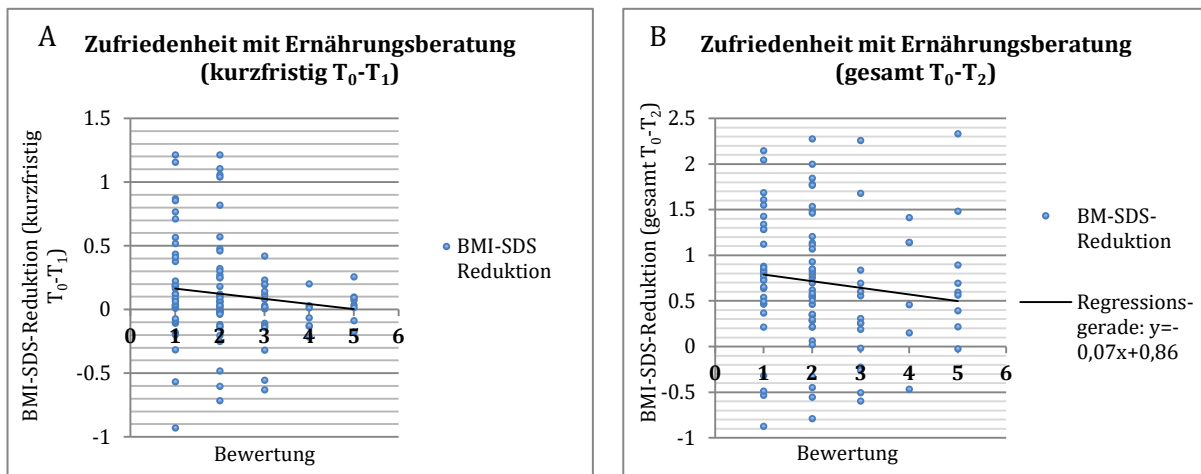 A
Zufriedenheit mit Ernährungsberatung
(kurzfristig T₀-T₁)
BMI-SDS-Reduktion (kurzfristig
T₀-T₁)
1.5
1
0.5
0
-0.5
-1
0 1 2 3 4 5 6
Bewertung
BMI-SDS
Reduktion
B
Zufriedenheit mit Ernährungsberatung
(gesamt T₀-T₂)
BMI-SDS-Reduktion (gesamt T₀-T₂)
2.5
2
1.5
1
0.5
0
-0.5
-1
0 1 2 3 4 5 6
Bewertung
BM-SDS-
Reduktion
Regressions-
gerade: y=-
0,07x+0,86